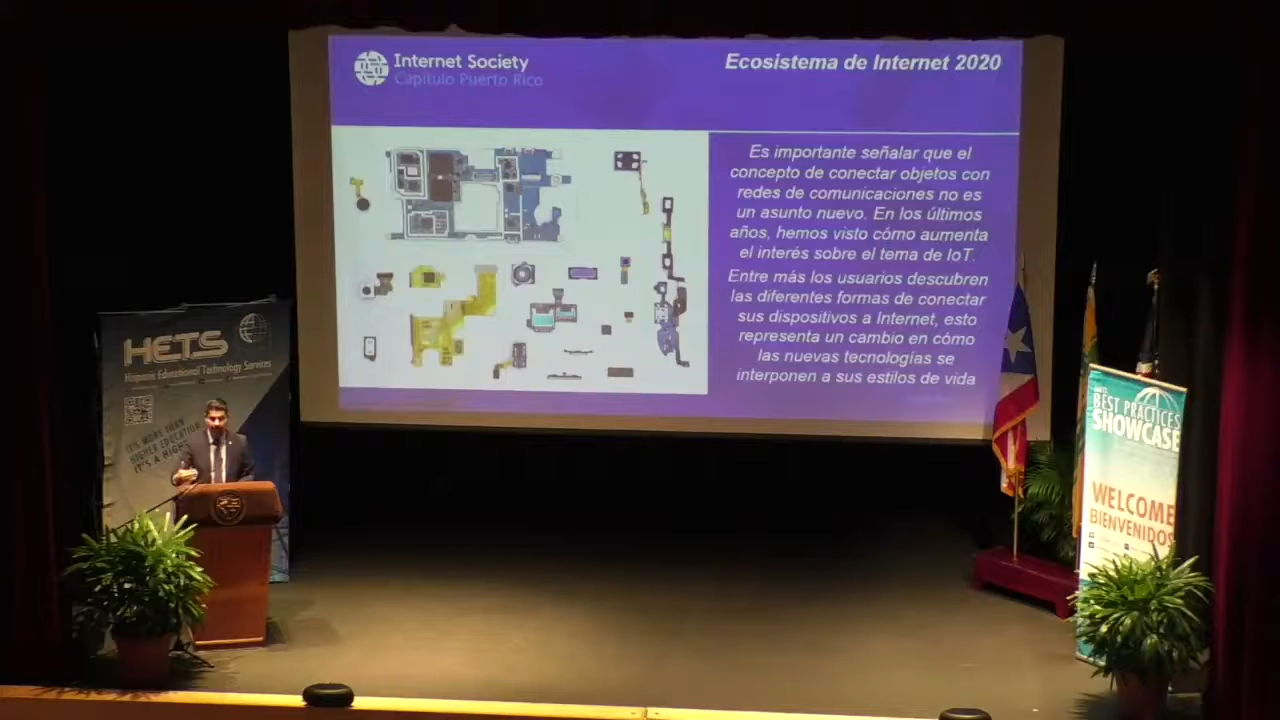 Internet Society
Capítulo Puerto Rico
Ecosistema de Internet 2020
Es importante señalar que el
concepto de conectar objetos con
redes de comunicaciones no es
un asunto nuevo. En los últimos
años, hemos visto cómo aumenta
el interés sobre el tema de IoT.
Entre más los usuarios descubren
las diferentes formas de conectar
sus dispositivos a Internet, esto
representa un cambio en cómo
las nuevas tecnologías se
interponen a sus estilos de vida
HETS
Hispanic Educational Technology Services
IT'S MORE THAN
HIGHER EDUCATION
IT'S A HIGH
HETS
BEST PRACTICES
SHOWCASE
WELCOME
BIENVENIDOS